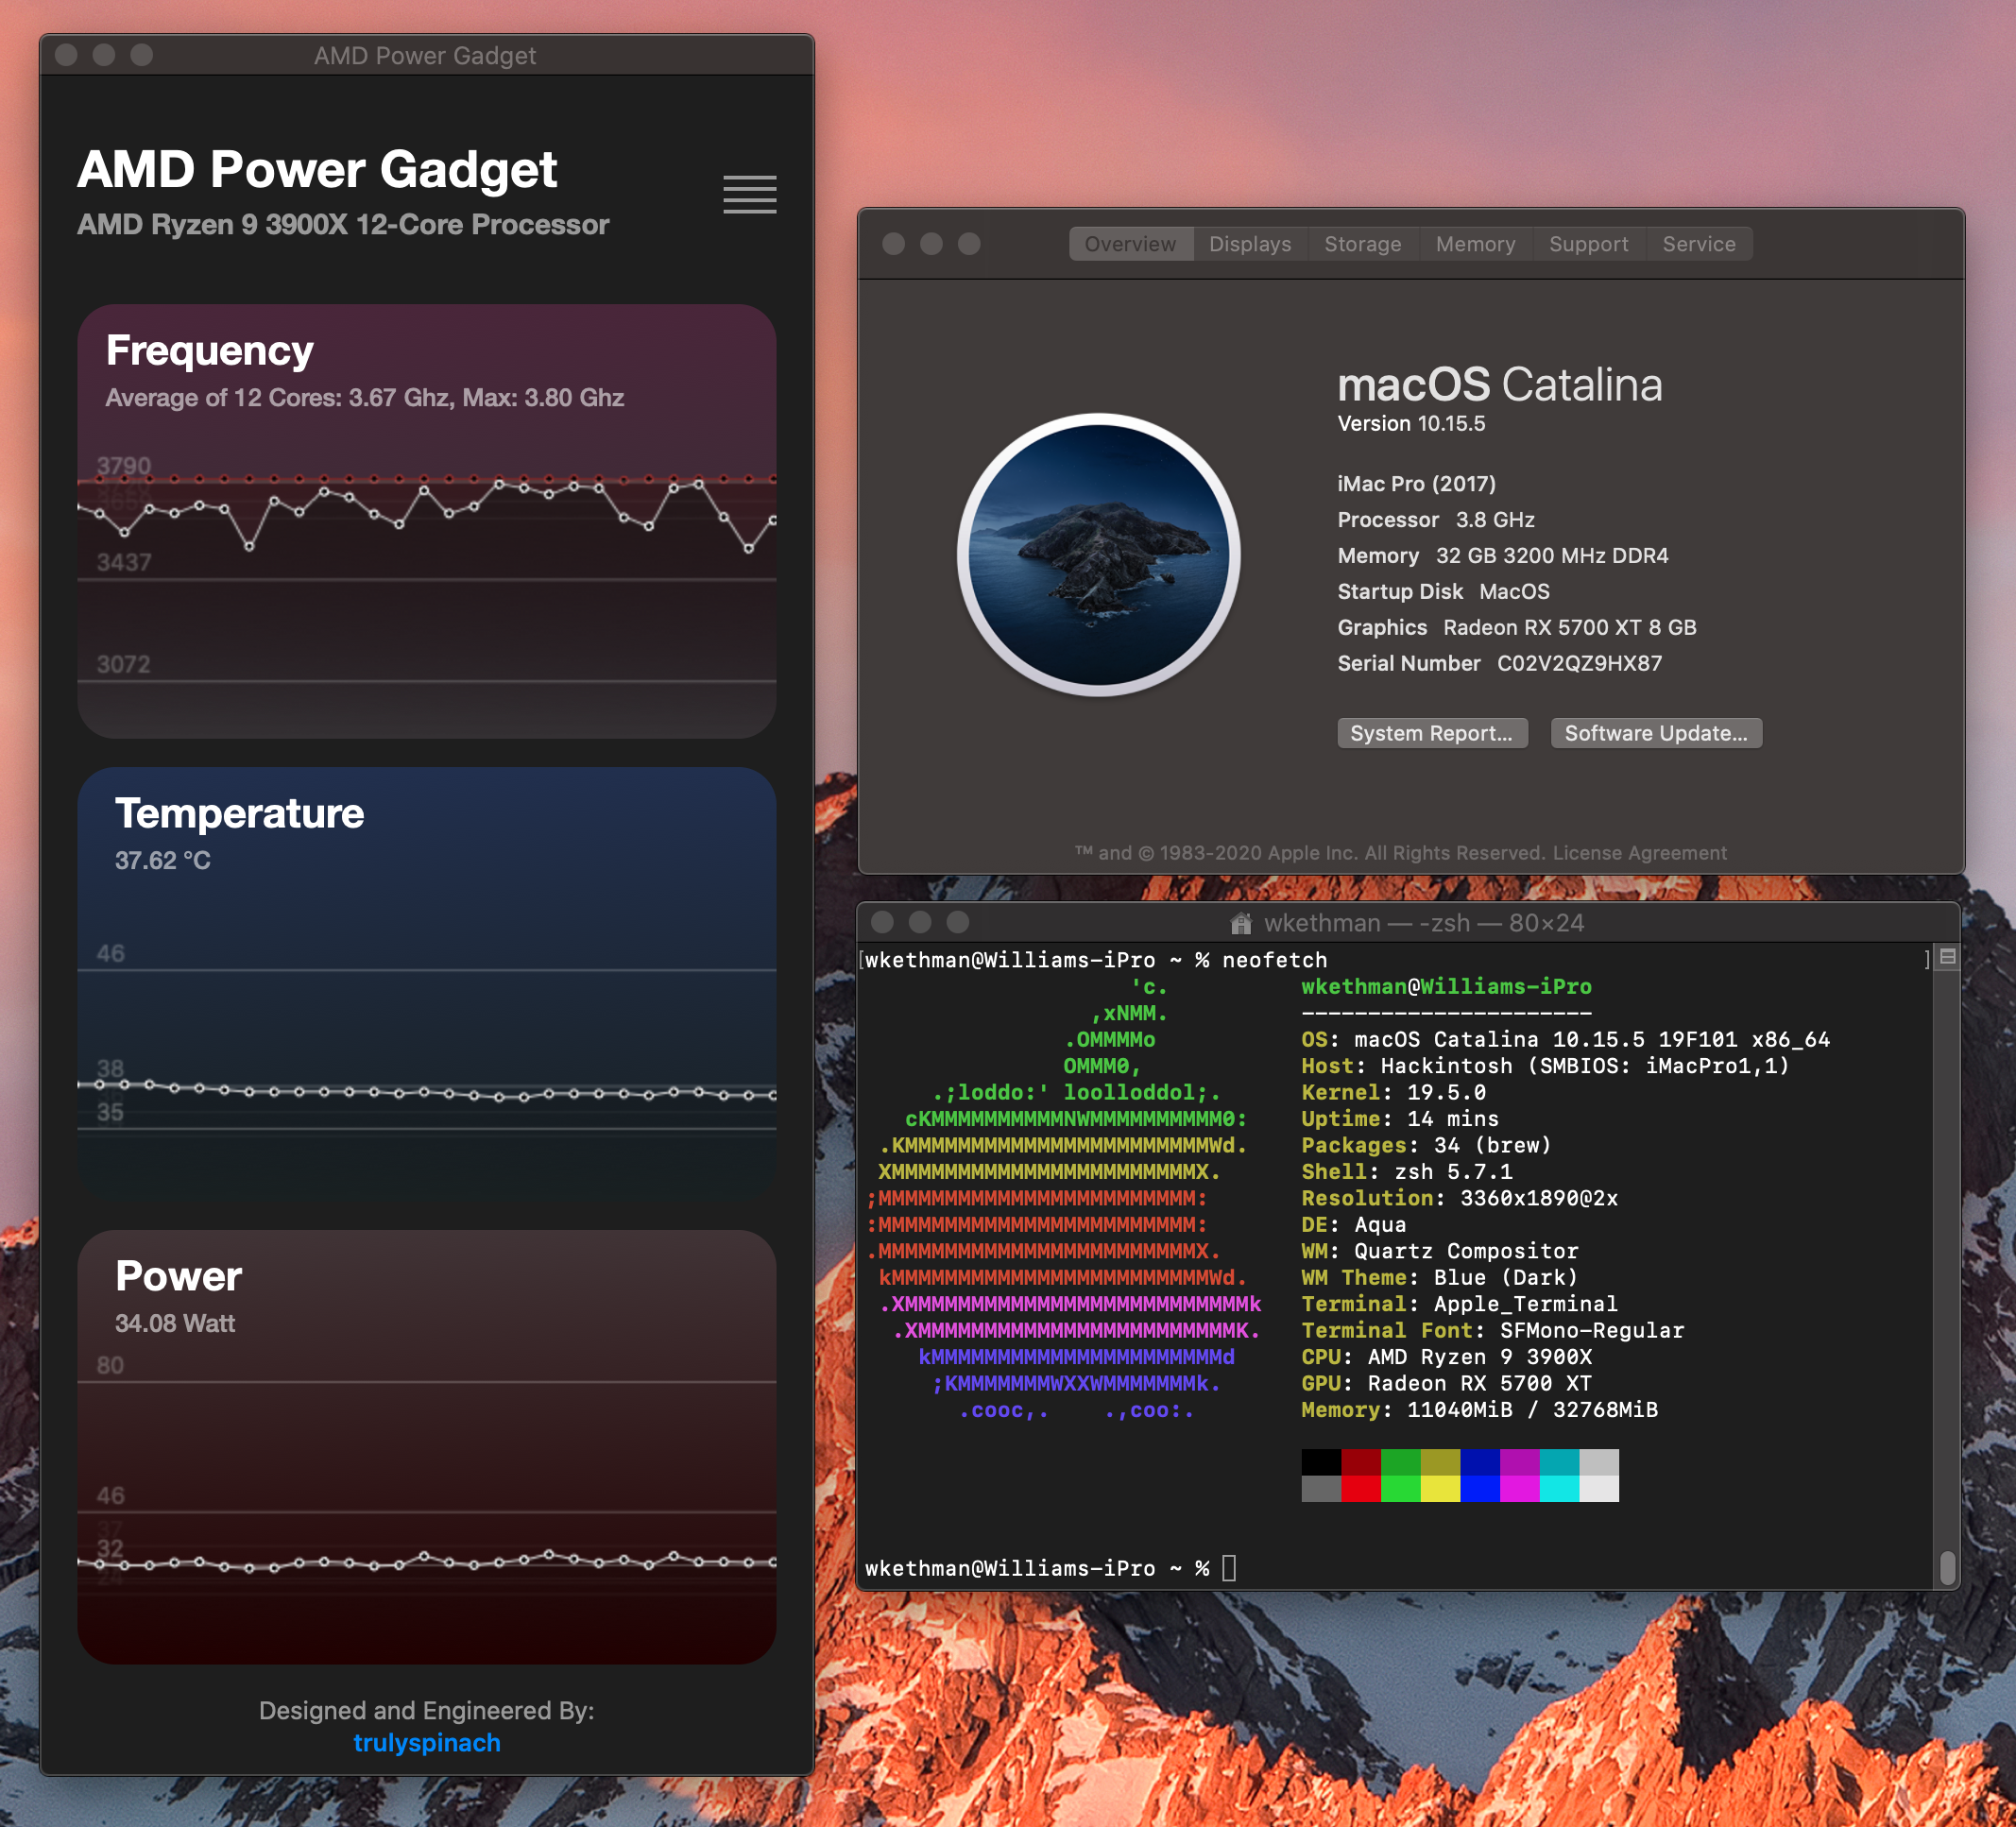 AMD Power Gadget
AMD Power Gadget
AMD Ryzen 9 3900X 12-Core Processor
Frequency
Average of 12 Cores: 3.67 Ghz, Max: 3.80 Ghz
3790
3437
3072
Temperature
37.62 °C
46
38
35
Power
34.08 Watt
80
46
37
32
24
Designed and Engineered By:
trulyspinach
Overview Displays Storage Memory Support Service
macOS Catalina
Version 10.15.5
iMac Pro (2017)
Processor 3.8 GHz
Memory 32 GB 3200 MHz DDR4
Startup Disk MacOS
Graphics Radeon RX 5700 XT 8 GB
Serial Number C02V2QZ9HX87
System Report... Software Update...
™ and © 1983-2020 Apple Inc. All Rights Reserved. License Agreement
wkethman — -zsh — 80×24
[wkethman@Williams-iPro ~ % neofetch ]
'c. wkethman@Williams-iPro
,xNMM. ----------------------
.OMMMMo OS: macOS Catalina 10.15.5 19F101 x86_64
OMMM0, Host: Hackintosh (SMBIOS: iMacPro1,1)
.;loddo:' loolloddol;. Kernel: 19.5.0
cKMMMMMMMMMMNWMMMMMMMMMM0: Uptime: 14 mins
.KMMMMMMMMMMMMMMMMMMMMMMMWd. Packages: 34 (brew)
XMMMMMMMMMMMMMMMMMMMMMMMX. Shell: zsh 5.7.1
;MMMMMMMMMMMMMMMMMMMMMMMM: Resolution: 3360x1890@2x
:MMMMMMMMMMMMMMMMMMMMMMMM: DE: Aqua
.MMMMMMMMMMMMMMMMMMMMMMMMX. WM: Quartz Compositor
kMMMMMMMMMMMMMMMMMMMMMMMMWd. WM Theme: Blue (Dark)
.XMMMMMMMMMMMMMMMMMMMMMMMMMMk Terminal: Apple_Terminal
.XMMMMMMMMMMMMMMMMMMMMMMMMK. Terminal Font: SFMono-Regular
kMMMMMMMMMMMMMMMMMMMMMMd CPU: AMD Ryzen 9 3900X
;KMMMMMMMWXXWMMMMMMMk. GPU: Radeon RX 5700 XT
.cooc,. .,coo:. Memory: 11040MiB / 32768MiB
wkethman@Williams-iPro ~ %